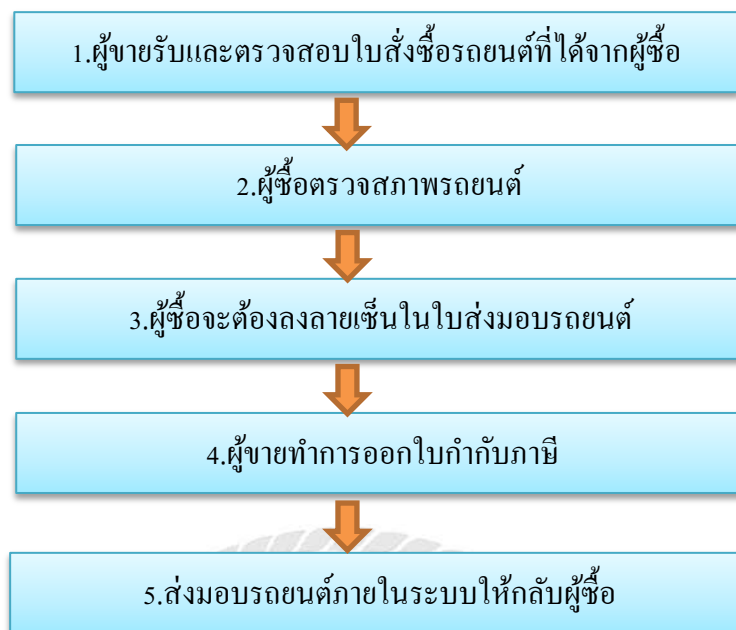 1.ผู้ขายรับและตรวจสอบใบสั่งซื้อรถยนต์ที่ได้จากผู้ซื้อ
2.ผู้ซื้อตรวจสภาพรถยนต์
3.ผู้ซื้อจะต้องลงลายเซ็นในใบส่งมอบรถยนต์
4.ผู้ขายทำการออกใบกำกับภาษี
5.ส่งมอบรถยนต์ภายในระบบให้กลับผู้ซื้อ